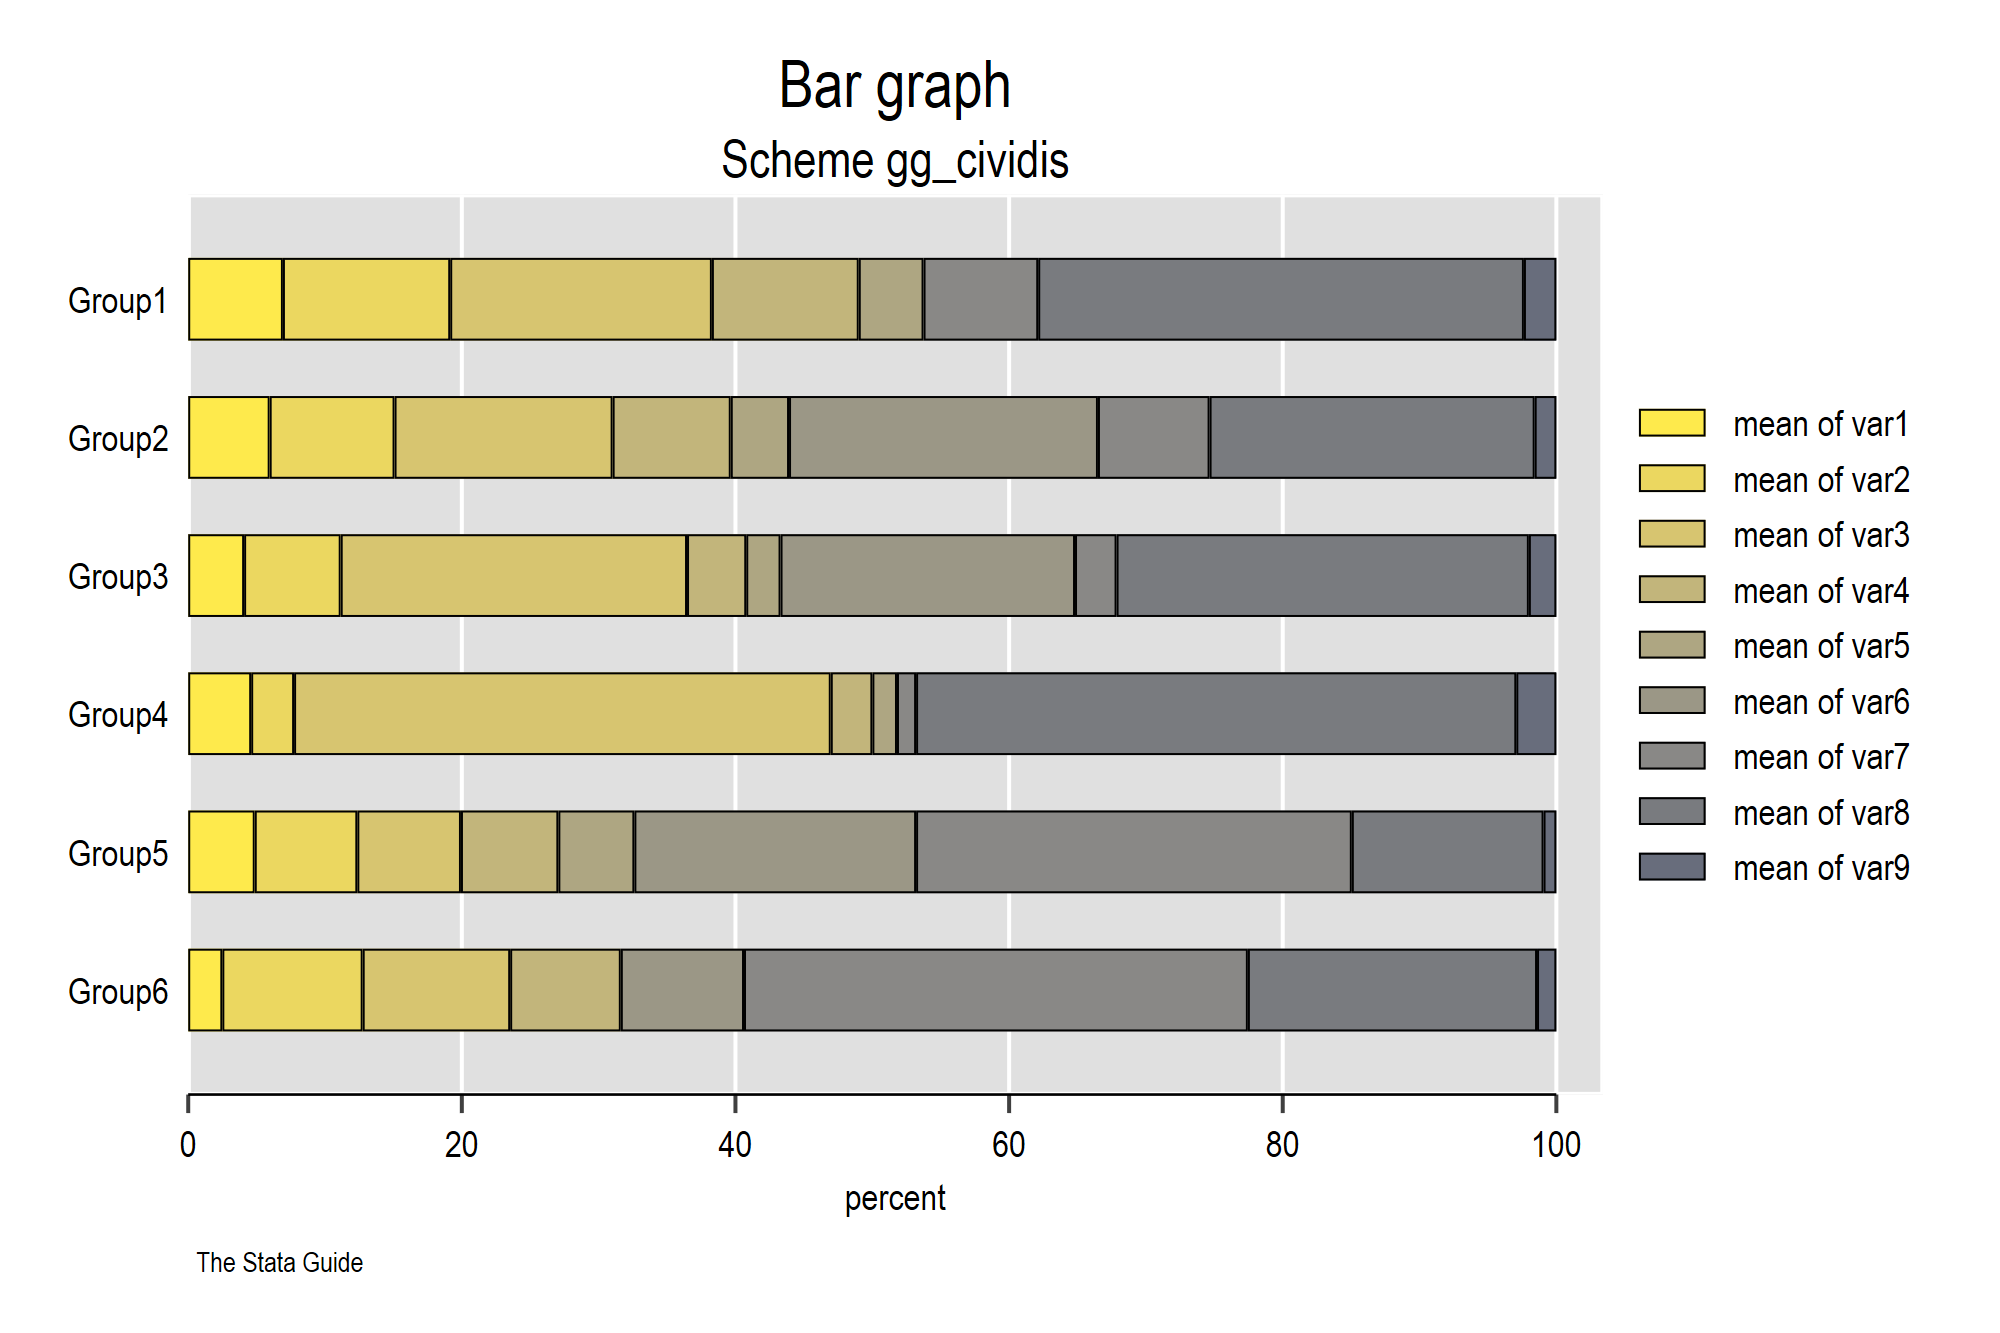 Bar graph
Scheme gg_cividis
Group1
Group2
Group3
Group4
Group5
Group6
mean of var1
mean of var2
mean of var3
mean of var4
mean of var5
mean of var6
mean of var7
mean of var8
mean of var9
0 20 40 60 80 100
percent
The Stata Guide